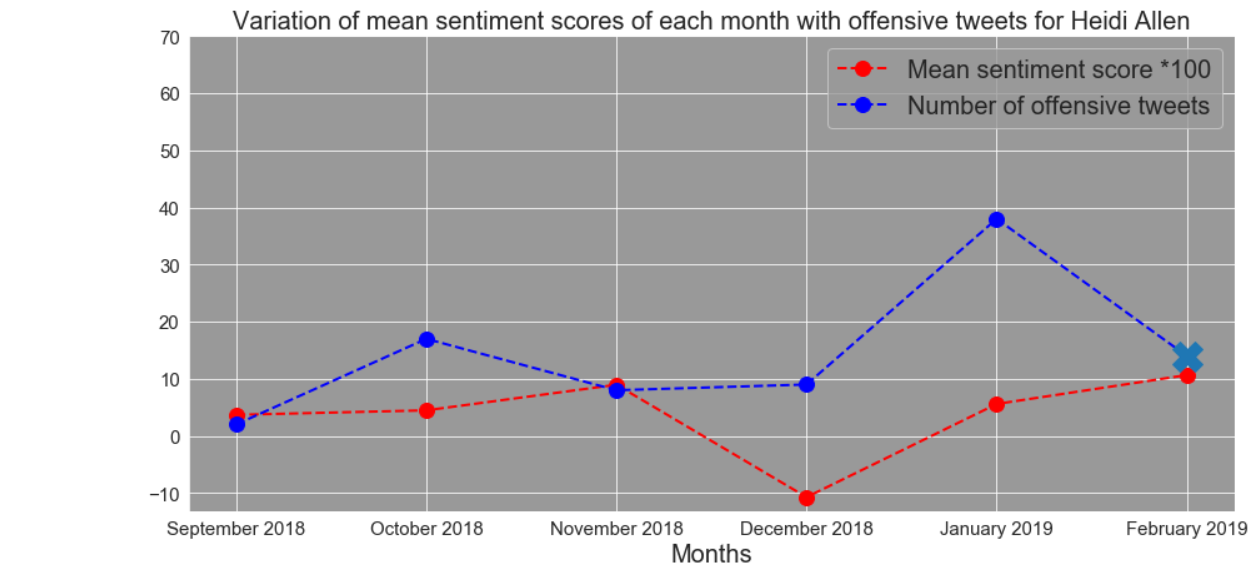 Variation of mean sentiment scores of each month with offensive tweets for Heidi Allen
70
60
50
40
30
20
10
0
−10
Mean sentiment score *100
Number of offensive tweets
September 2018 October 2018 November 2018 December 2018 January 2019 February 2019
Months